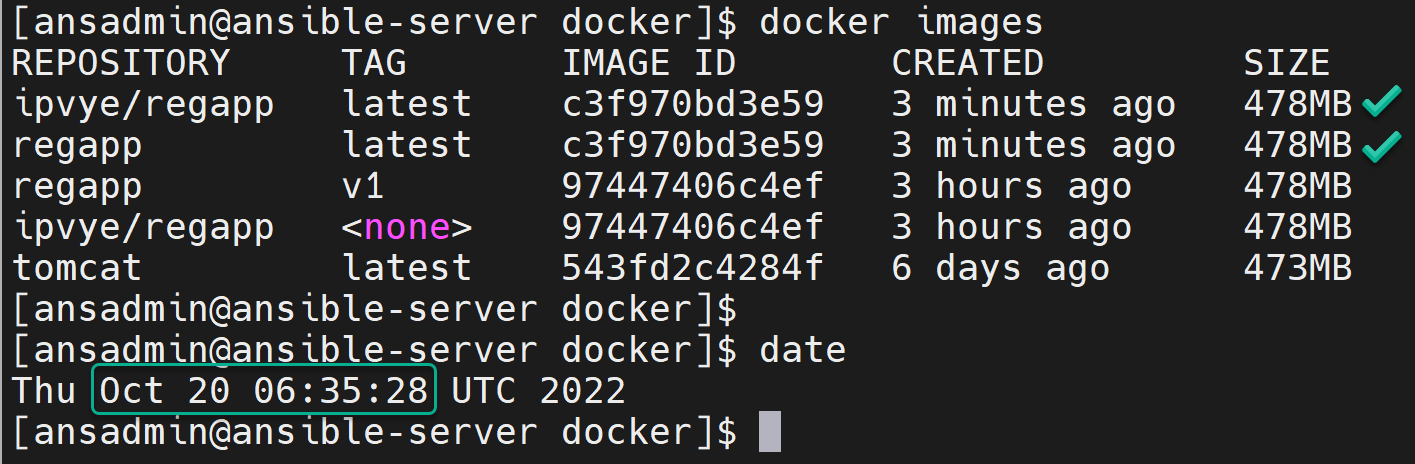 [ansadmin@ansible-server docker]$ docker images
REPOSITORY     TAG       IMAGE ID       CREATED         SIZE
ipvye/regapp   latest    c3f970bd3e59   3 minutes ago   478MB
regapp         latest    c3f970bd3e59   3 minutes ago   478MB
regapp         v1        97447406c4ef   3 hours ago     478MB
ipvye/regapp   <none>    97447406c4ef   3 hours ago     478MB
tomcat         latest    543fd2c4284f   6 days ago      473MB
[ansadmin@ansible-server docker]$
[ansadmin@ansible-server docker]$ date
Thu Oct 20 06:35:28 UTC 2022
[ansadmin@ansible-server docker]$